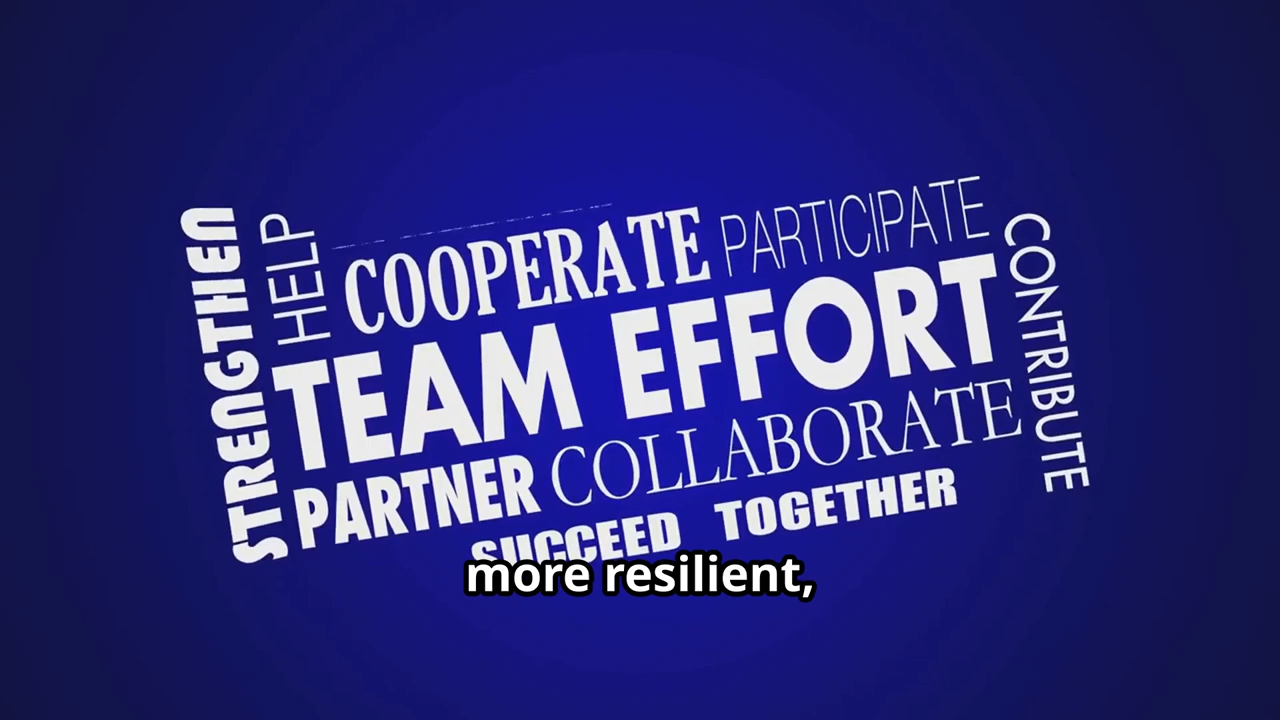 STRENGTHEN
HELP
COOPERATE PARTICIPATE
TEAM EFFORT
PARTNER COLLABORATE
SUCCEED TOGETHER
CONTRIBUTE
more resilient,